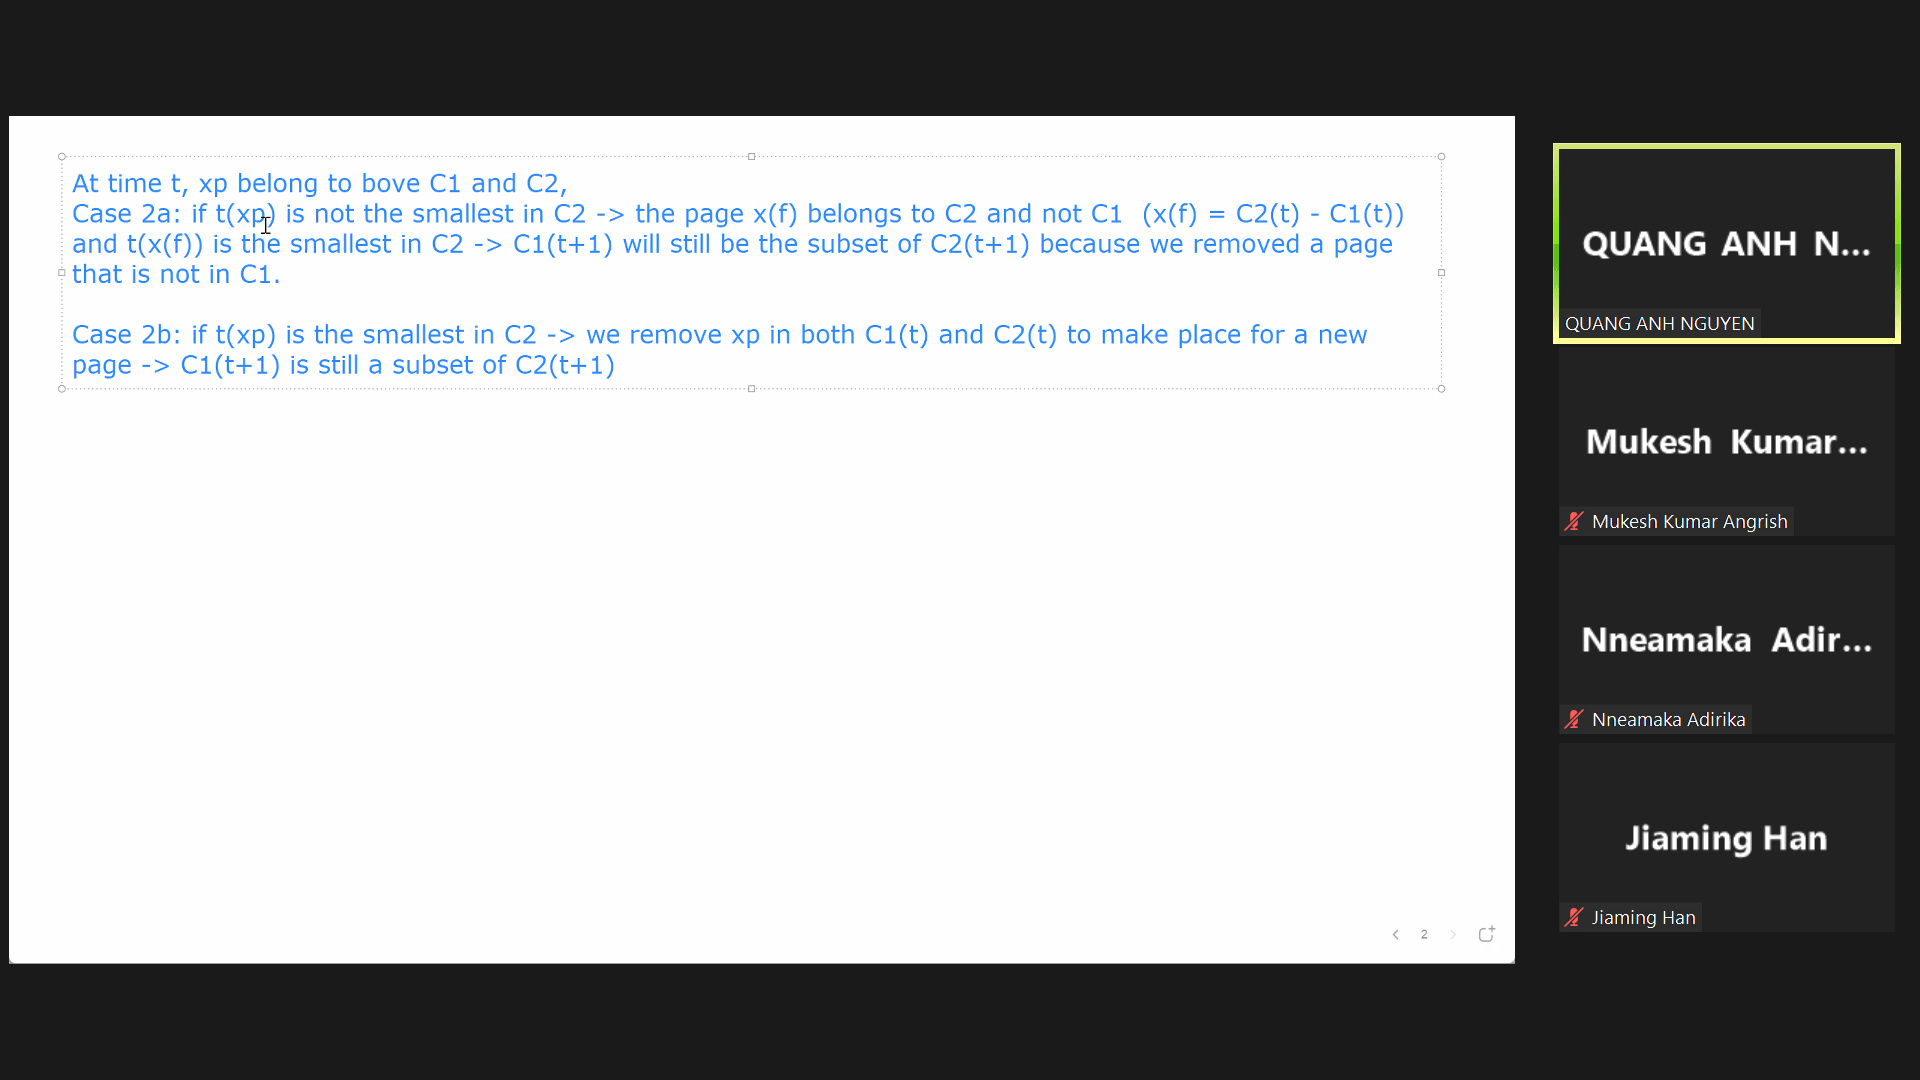 At time t, xp belong to bove C1 and C2,
Case 2a: if t(xp) is not the smallest in C2 -> the page x(f) belongs to C2 and not C1  (x(f) = C2(t) - C1(t))
and t(x(f)) is the smallest in C2 -> C1(t+1) will still be the subset of C2(t+1) because we removed a page
that is not in C1.
Case 2b: if t(xp) is the smallest in C2 -> we remove xp in both C1(t) and C2(t) to make place for a new
page -> C1(t+1) is still a subset of C2(t+1)
2
QUANG ANH N...
QUANG ANH NGUYEN
Mukesh Kumar...
Mukesh Kumar Angrish
Nneamaka Adir...
Nneamaka Adirika
Jiaming Han
Jiaming Han